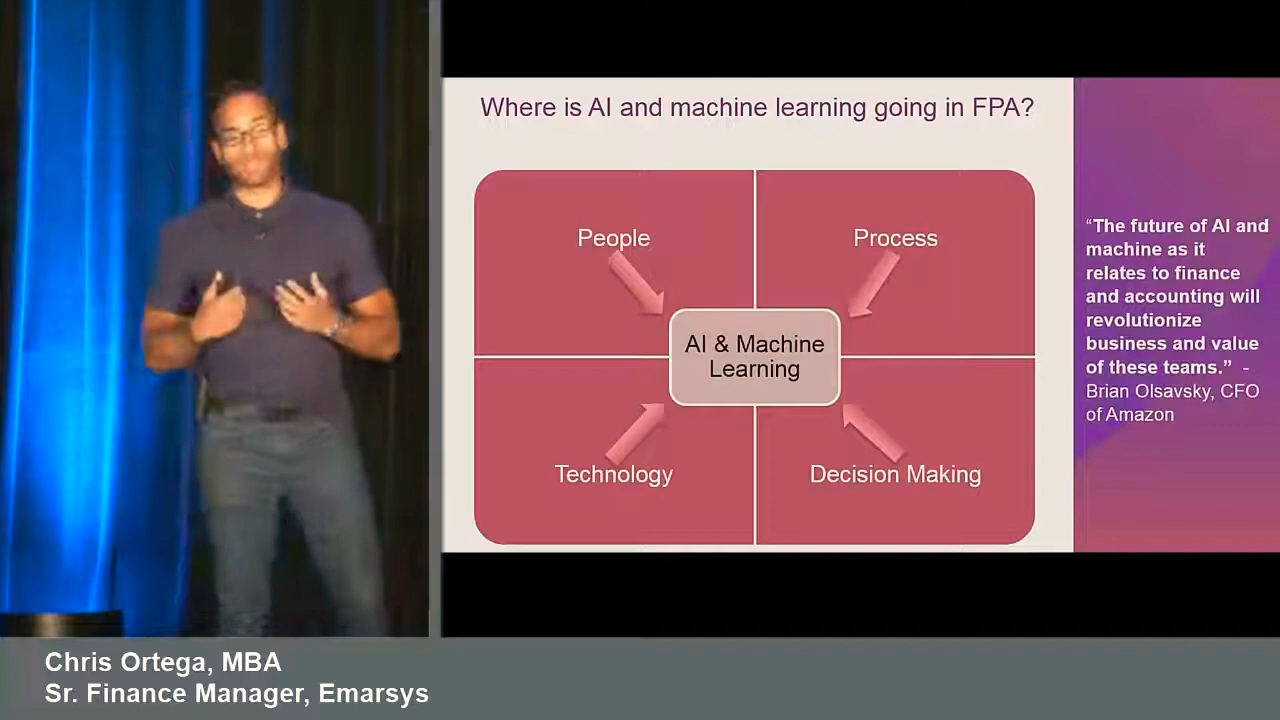 Where is AI and machine learning going in FPA?
People
Process
AI & Machine
Learning
Technology
Decision Making
“The future of AI and
machine as it
relates to finance
and accounting will
revolutionize
business and value
of these teams.” -
Brian Olsavsky, CFO
of Amazon
Chris Ortega, MBA
Sr. Finance Manager, Emarsys